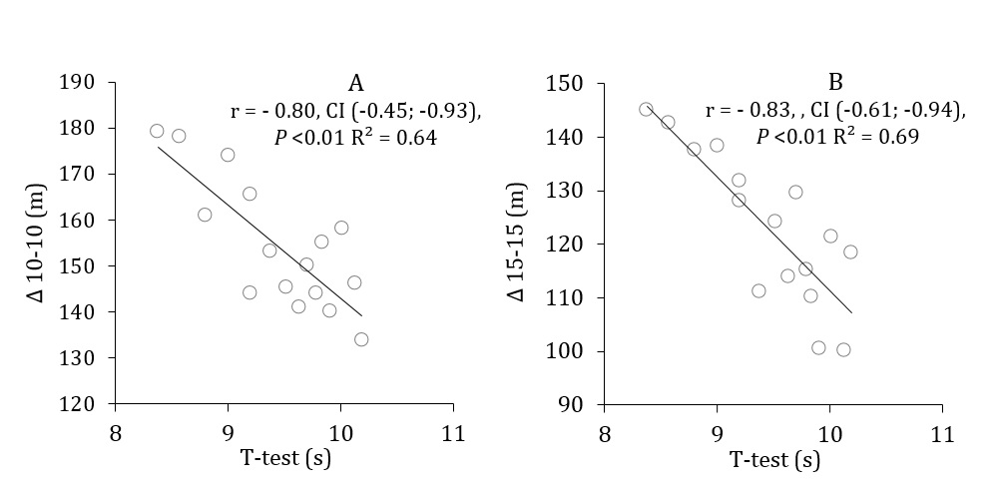 A
r = - 0.80, CI (-0.45; -0.93),
P <0.01 R² = 0.64
190
180
170
160
150
140
130
120
Δ 10-10 (m)
8 9 10 11
T-test (s)
B
r = - 0.83, , CI (-0.61; -0.94),
P <0.01 R² = 0.69
150
140
130
120
110
100
90
Δ 15-15 (m)
8 9 10 11
T-test (s)